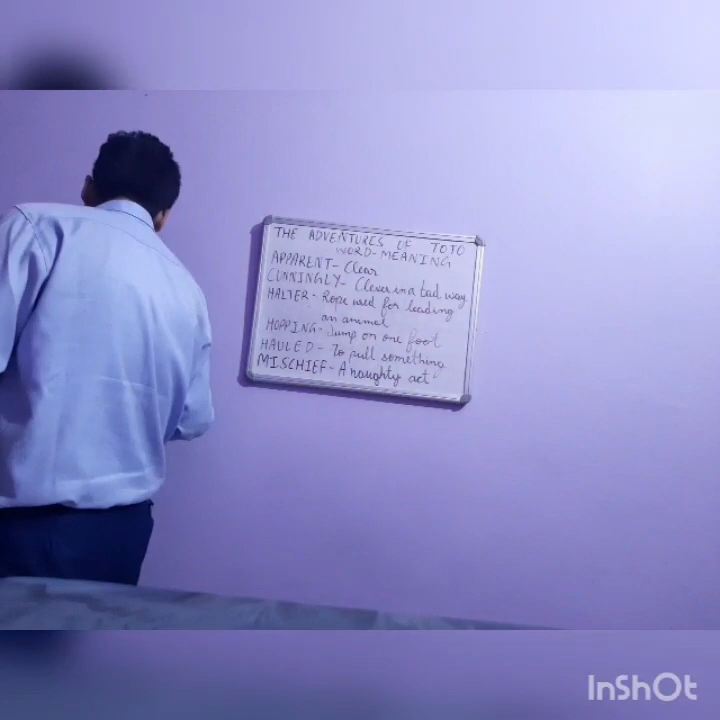 THE ADVENTURES OF TOTO
WORD-MEANING
APPARENT- Clear
CUNNINGLY- Clever in a bad way
HALTER- Rope used for leading
an animal
HOPPING- Jump on one foot
HAULED- To pull something
MISCHIEF- A naughty act
InShOt